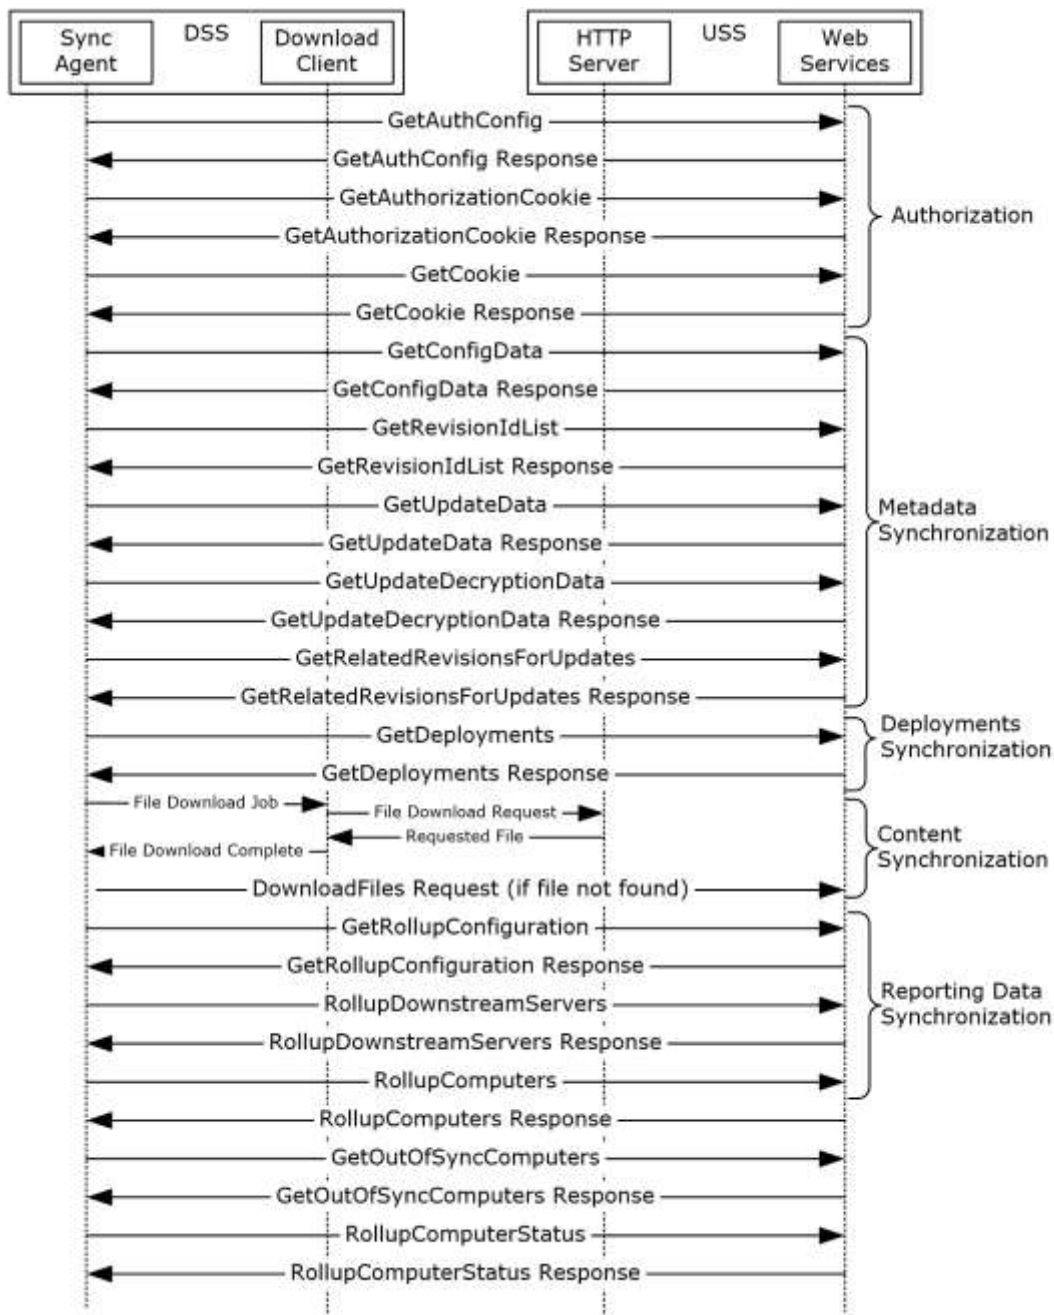 DSS
USS
Sync
Agent
Download
Client
HTTP
Server
Web
Services
GetAuthConfig
GetAuthConfig Response
GetAuthorizationCookie
GetAuthorizationCookie Response
GetCookie
GetCookie Response
Authorization
GetConfigData
GetConfigData Response
GetRevisionIdList
GetRevisionIdList Response
GetUpdateData
GetUpdateData Response
GetUpdateDecryptionData
GetUpdateDecryptionData Response
GetRelatedRevisionsForUpdates
GetRelatedRevisionsForUpdates Response
Metadata
Synchronization
GetDeployments
GetDeployments Response
Deployments
Synchronization
File Download Job
File Download Request
Requested File
File Download Complete
DownloadFiles Request (if file not found)
Content
Synchronization
GetRollupConfiguration
GetRollupConfiguration Response
RollupDownstreamServers
RollupDownstreamServers Response
RollupComputers
Reporting Data
Synchronization
RollupComputers Response
GetOutOfSyncComputers
GetOutOfSyncComputers Response
RollupComputerStatus
RollupComputerStatus Response